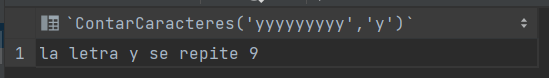 `ContarCaracteres('yyyyyyyyy','y')`
1 la letra y se repite 9